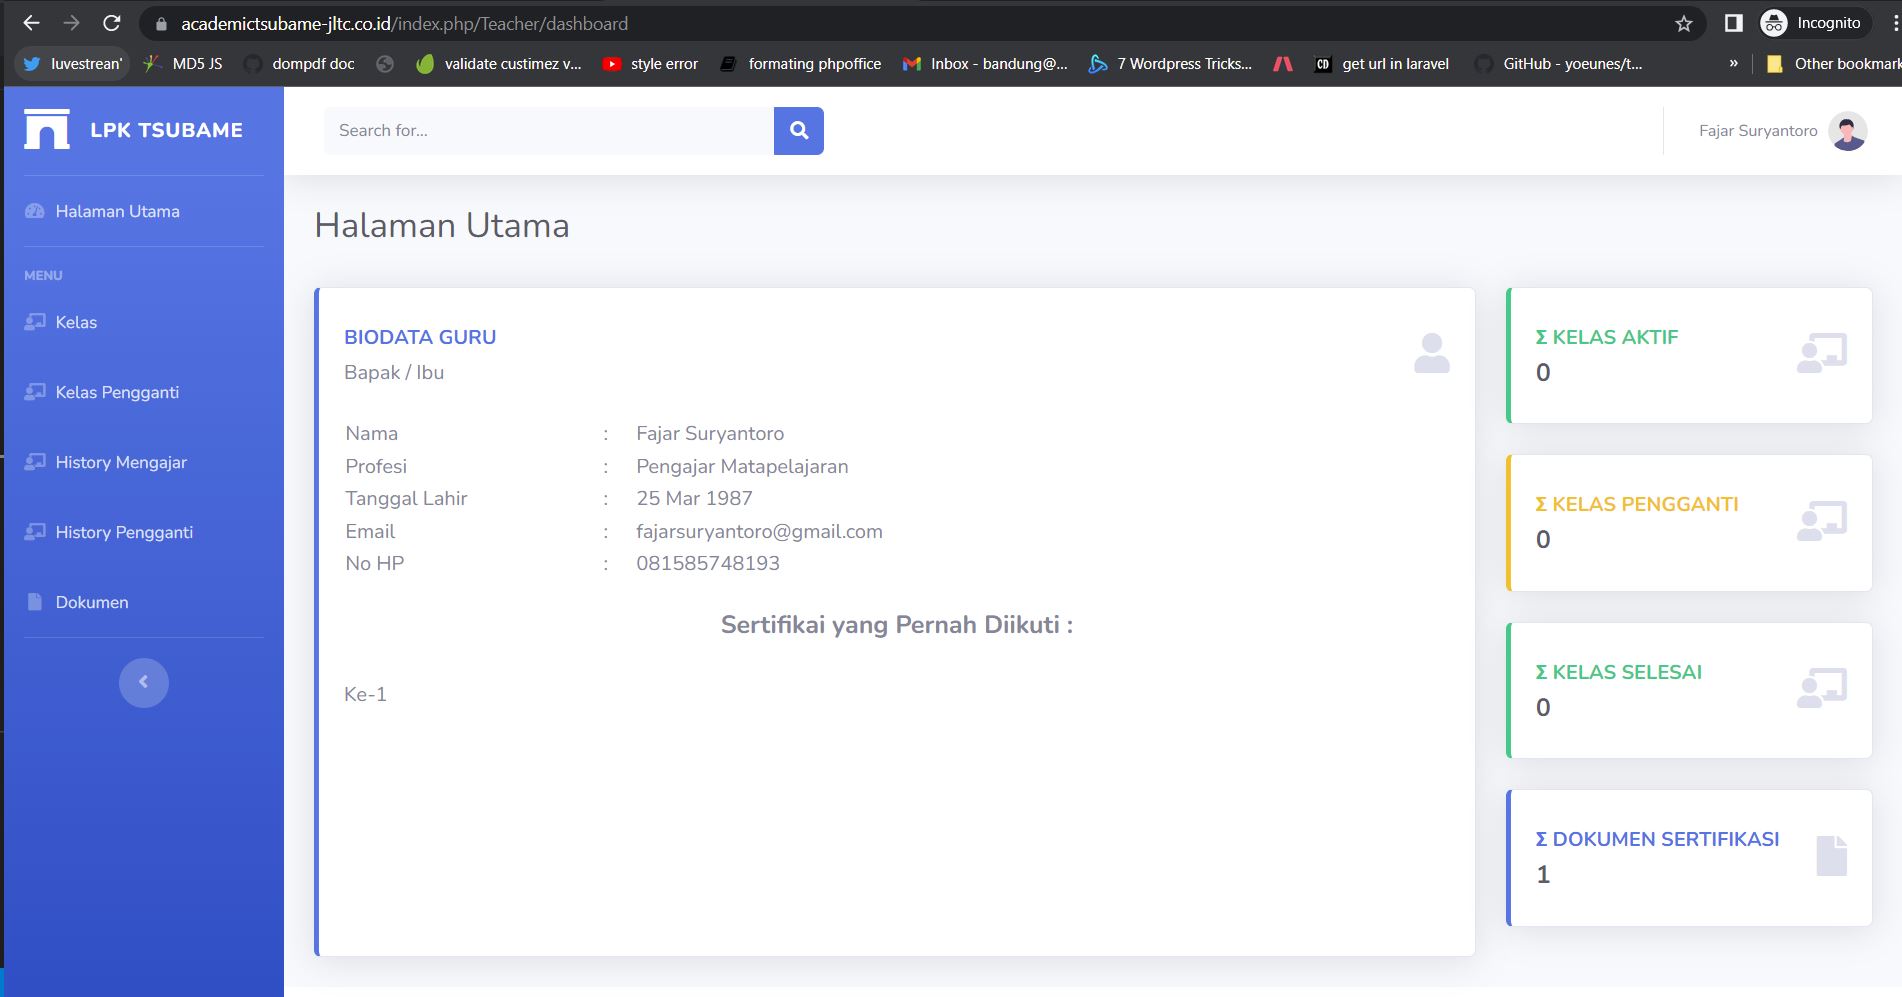 academictsubame-jltc.co.id/index.php/Teacher/dashboard
Incognito
luvestrean'
MD5 JS
dompdf doc
validate custimez v...
style error
formating phpoffice
Inbox - bandung@...
7 Wordpress Tricks...
CD
get url in laravel
GitHub - yoeunes/t...
»
Other bookmark
LPK TSUBAME
Search for...
Fajar Suryantoro
Halaman Utama
MENU
Kelas
Kelas Pengganti
History Mengajar
History Pengganti
Dokumen
Halaman Utama
BIODATA GURU
Bapak / Ibu
Nama : Fajar Suryantoro
Profesi : Pengajar Matapelajaran
Tanggal Lahir : 25 Mar 1987
Email : fajarsuryantoro@gmail.com
No HP : 081585748193
Sertifikai yang Pernah Diikuti :
Ke-1
Σ KELAS AKTIF
0
Σ KELAS PENGGANTI
0
Σ KELAS SELESAI
0
Σ DOKUMEN SERTIFIKASI
1